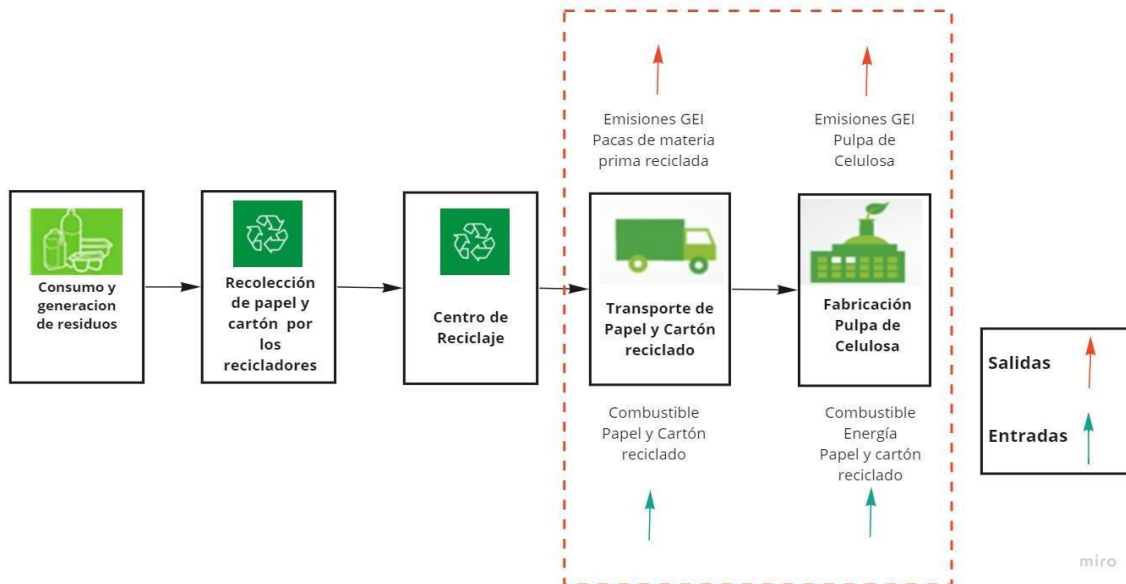 Emisiones GEI
Pacas de materia
prima reciclada
Emisiones GEI
Pulpa de
Celulosa
Consumo y
generacion
de residuos
Recolección
de papel y
cartón por
los
recicladores
Centro de
Reciclaje
Transporte de
Papel y Cartón
reciclado
Fabricación
Pulpa de
Celulosa
Combustible
Papel y Cartón
reciclado
Combustible
Energía
Papel y cartón
reciclado
Salidas
Entradas
miro